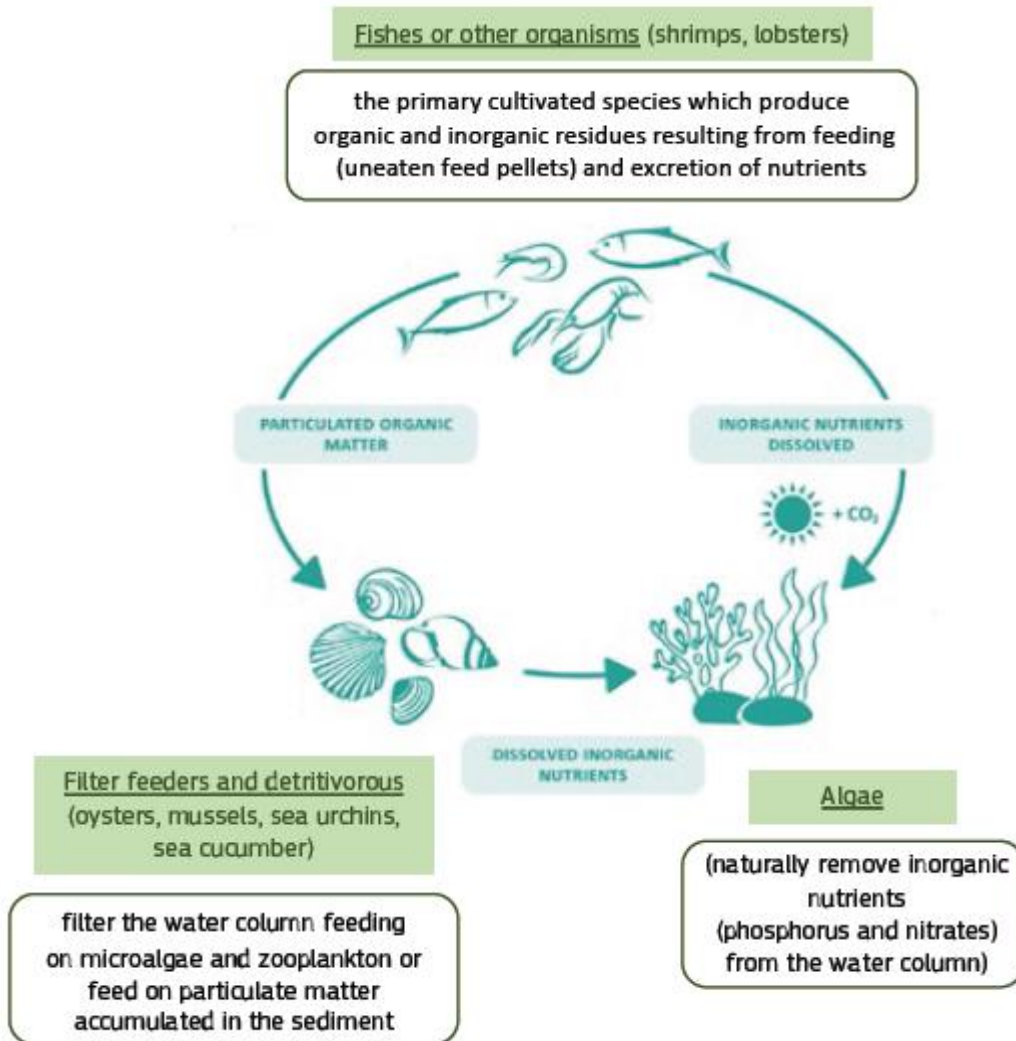 Fishes or other organisms (shrimps, lobsters)
the primary cultivated species which produce
organic and inorganic residues resulting from feeding
(uneaten feed pellets) and excretion of nutrients
PARTICULATED ORGANIC
MATTER
INORGANIC NUTRIENTS
DISSOLVED
+ CO₂
DISSOLVED INORGANIC
NUTRIENTS
Filter feeders and detritivorous
(oysters, mussels, sea urchins,
sea cucumber)
filter the water column feeding
on microalgae and zooplankton or
feed on particulate matter
accumulated in the sediment
Algae
(naturally remove inorganic
nutrients
(phosphorus and nitrates)
from the water column)